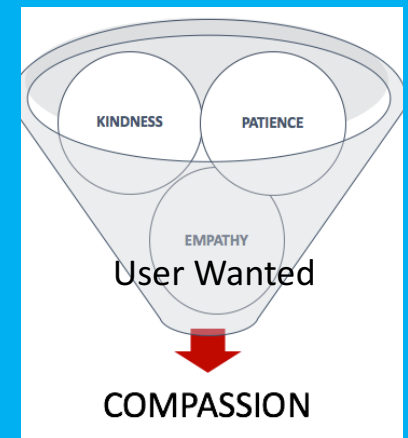 KINDNESS
PATIENCE
EMPATHY
User Wanted
COMPASSION